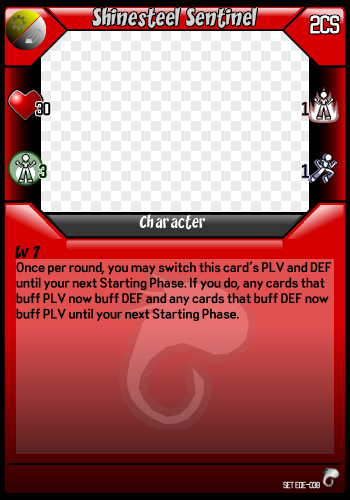 Shinesteel Sentinel
2CS
20
1
3
1
Character
Lv 1
Once per round, you may switch this card's PLV and DEF
until your next Starting Phase. If you do, any cards that
buff PLV now buff DEF and any cards that buff DEF now
buff PLV until your next Starting Phase.
SET EOE-038